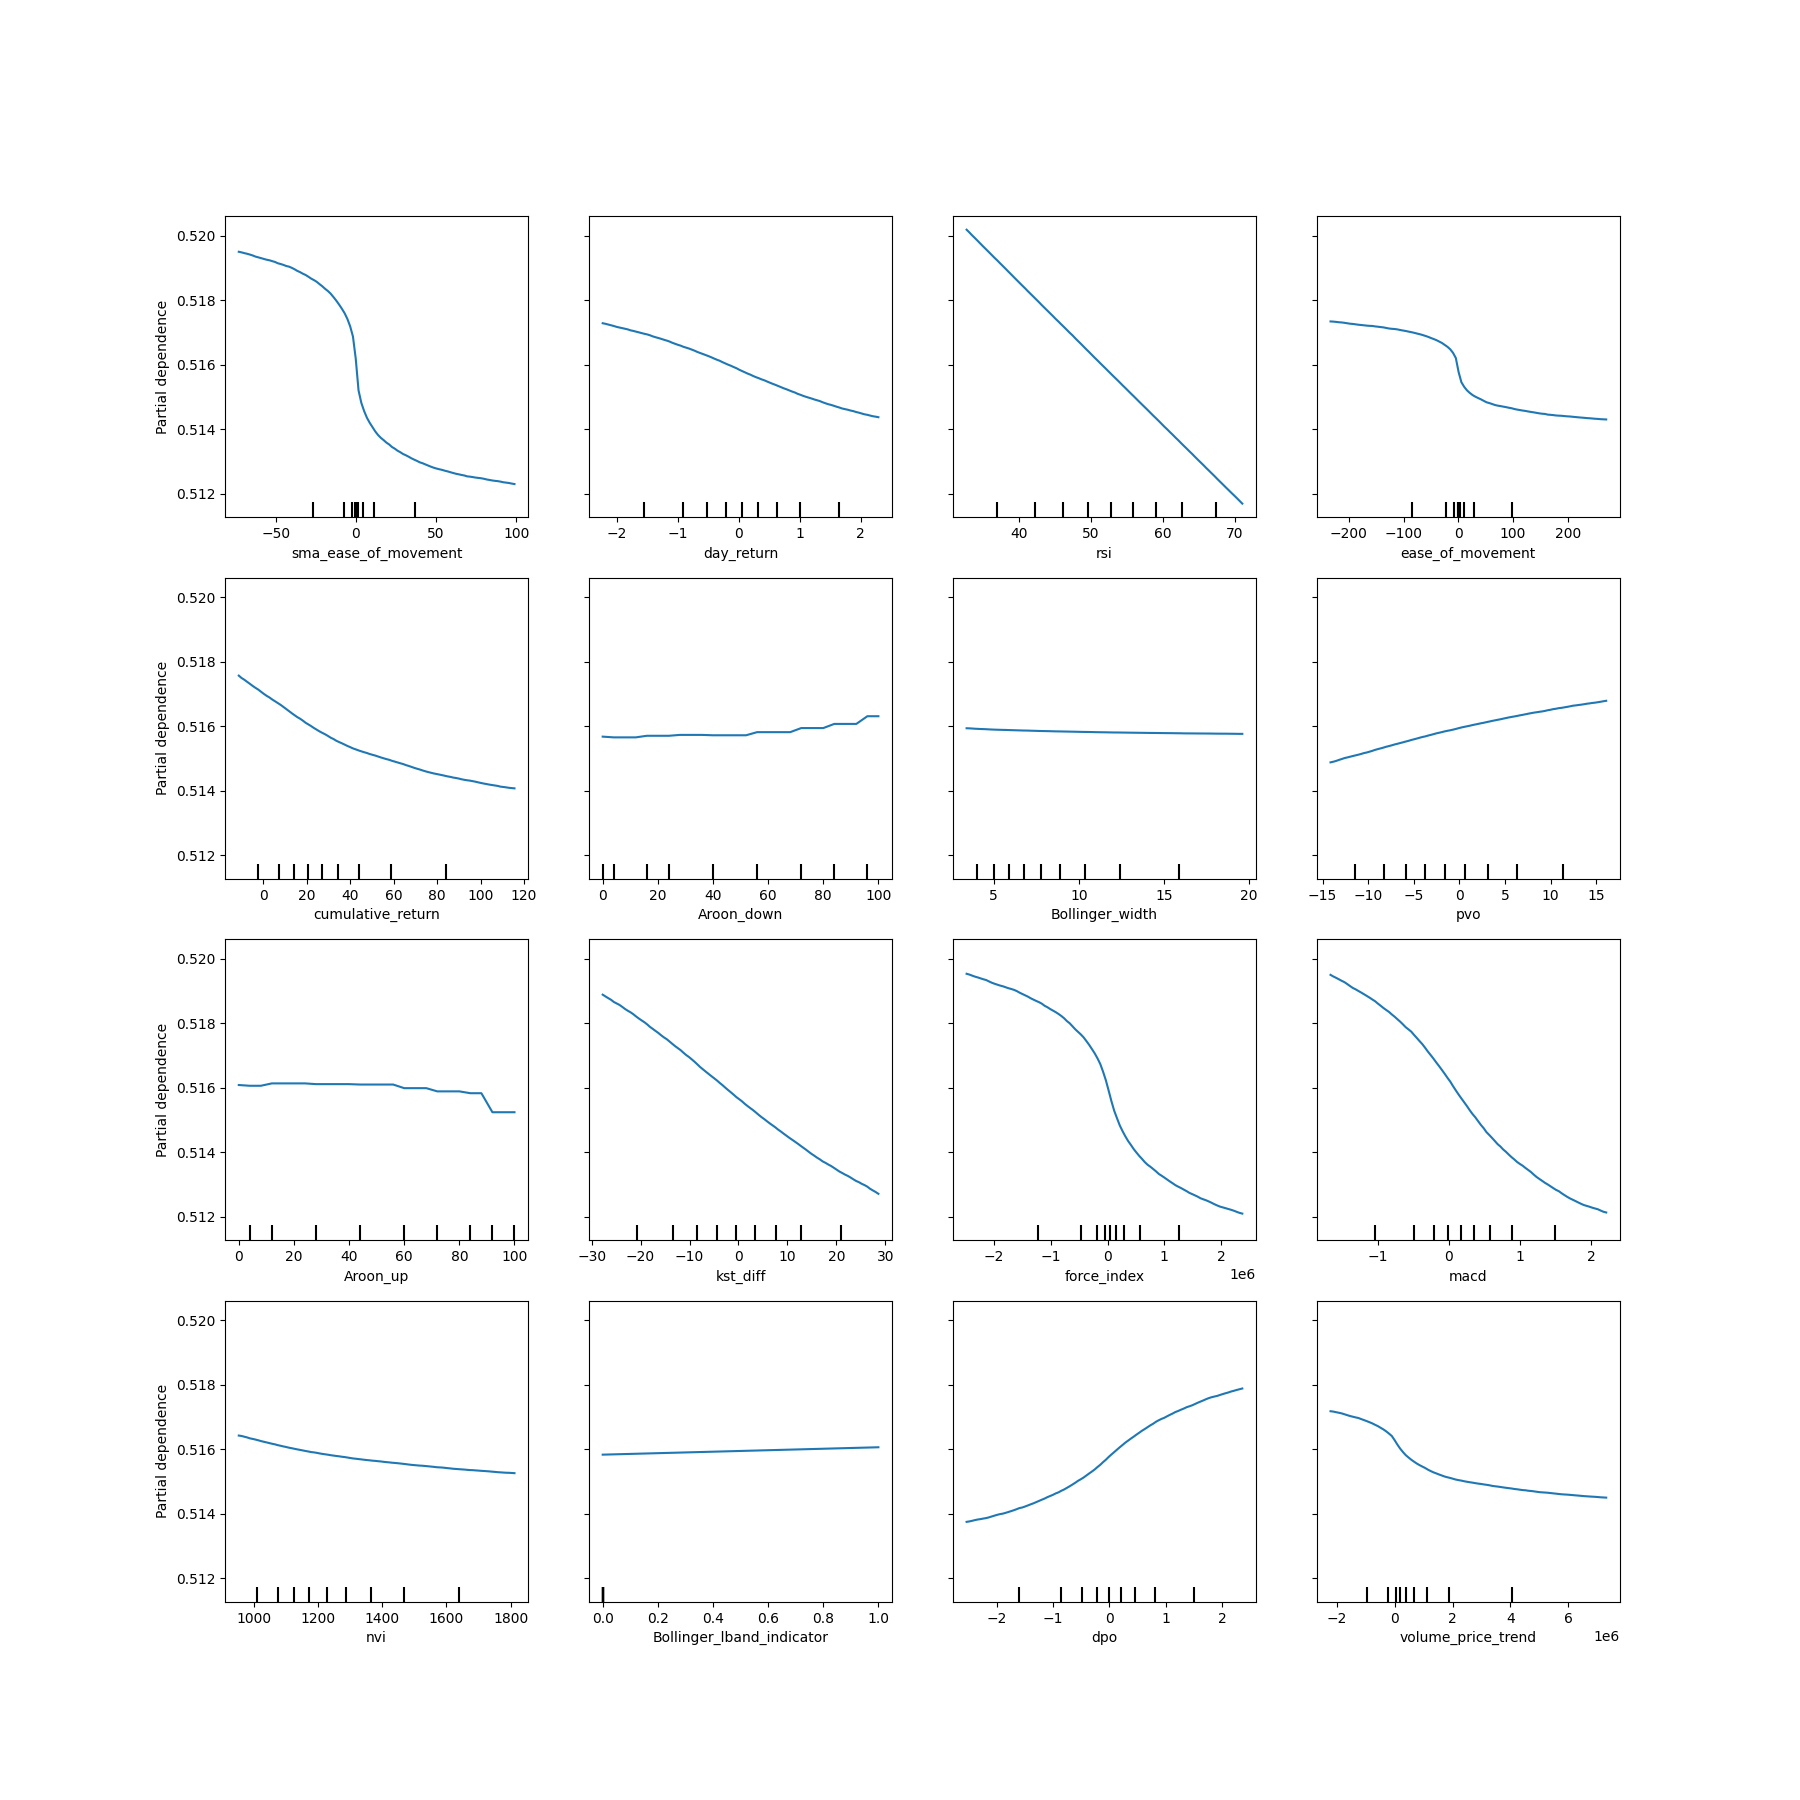 0.520
0.518
0.516
0.514
0.512
Partial dependence
−50 0 50 100
sma_ease_of_movement
−2 −1 0 1 2
day_return
40 50 60 70
rsi
−200 −100 0 100 200
ease_of_movement
0.520
0.518
0.516
0.514
0.512
Partial dependence
0 20 40 60 80 100 120
cumulative_return
0 20 40 60 80 100
Aroon_down
5 10 15 20
Bollinger_width
−15 −10 −5 0 5 10 15
pvo
0.520
0.518
0.516
0.514
0.512
Partial dependence
0 20 40 60 80 100
Aroon_up
−30 −20 −10 0 10 20 30
kst_diff
−2 −1 0 1 2
1e6
force_index
−1 0 1 2
macd
0.520
0.518
0.516
0.514
0.512
Partial dependence
1000 1200 1400 1600 1800
nvi
0.0 0.2 0.4 0.6 0.8 1.0
Bollinger_lband_indicator
−2 −1 0 1 2
dpo
−2 0 2 4 6
1e6
volume_price_trend